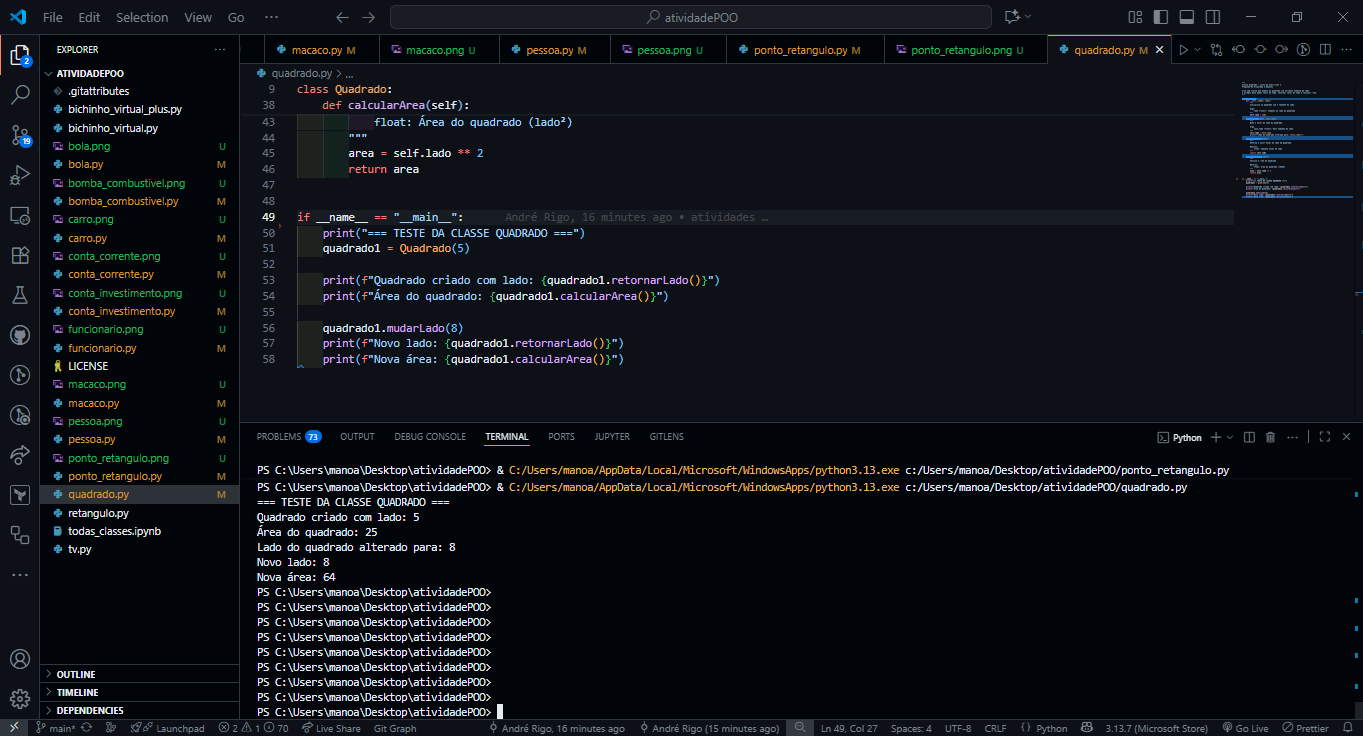 File Edit Selection View Go ··· atividadePOO
EXPLORER ···
macaco.py M macaco.png U pessoa.py M pessoa.png U ponto_retangulo.py M ponto_retangulo.png U quadrado.py M
ATIVIDADEPOO
.gitattributes
bichinho_virtual_plus.py
bichinho_virtual.py
bola.png U
bola.py M
bomba_combustivel.png U
bomba_combustivel.py M
carro.png U
carro.py M
conta_corrente.png U
conta_corrente.py M
conta_investimento.png U
conta_investimento.py M
funcionario.png U
funcionario.py M
LICENSE
macaco.png U
macaco.py M
pessoa.png U
pessoa.py M
ponto_retangulo.png U
ponto_retangulo.py M
quadrado.py M
retangulo.py
todas_classes.ipynb
tv.py
OUTLINE
TIMELINE
DEPENDENCIES
2
19
quadrado.py > ...
9 class Quadrado:
38 def calcularArea(self):
43 float: Área do quadrado (lado²)
44 """
45 area = self.lado ** 2
46 return area
47
48
49 if __name__ == "__main__": André Rigo, 16 minutes ago • atividades …
50 print("=== TESTE DA CLASSE QUADRADO ===")
51 quadrado1 = Quadrado(5)
52
53 print(f"Quadrado criado com lado: {quadrado1.retornarLado()}")
54 print(f"Área do quadrado: {quadrado1.calcularArea()}")
55
56 quadrado1.mudarLado(8)
57 print(f"Novo lado: {quadrado1.retornarLado()}")
58 print(f"Nova área: {quadrado1.calcularArea()}")
PROBLEMS 73 OUTPUT DEBUG CONSOLE TERMINAL PORTS JUPYTER GITLENS Python
PS C:\Users\manoa\Desktop\atividadePOO> & C:/Users/manoa/AppData/Local/Microsoft/WindowsApps/python3.13.exe c:/Users/manoa/Desktop/atividadePOO/ponto_retangulo.py
PS C:\Users\manoa\Desktop\atividadePOO> & C:/Users/manoa/AppData/Local/Microsoft/WindowsApps/python3.13.exe c:/Users/manoa/Desktop/atividadePOO/quadrado.py
=== TESTE DA CLASSE QUADRADO ===
Quadrado criado com lado: 5
Área do quadrado: 25
Lado do quadrado alterado para: 8
Novo lado: 8
Nova área: 64
PS C:\Users\manoa\Desktop\atividadePOO>
PS C:\Users\manoa\Desktop\atividadePOO>
PS C:\Users\manoa\Desktop\atividadePOO>
PS C:\Users\manoa\Desktop\atividadePOO>
PS C:\Users\manoa\Desktop\atividadePOO>
PS C:\Users\manoa\Desktop\atividadePOO>
PS C:\Users\manoa\Desktop\atividadePOO>
PS C:\Users\manoa\Desktop\atividadePOO>
PS C:\Users\manoa\Desktop\atividadePOO>
main* Launchpad 2 1 70 Live Share Git Graph André Rigo, 16 minutes ago André Rigo (15 minutes ago) Ln 49, Col 27 Spaces: 4 UTF-8 CRLF Python 3.13.7 (Microsoft Store) Go Live Prettier